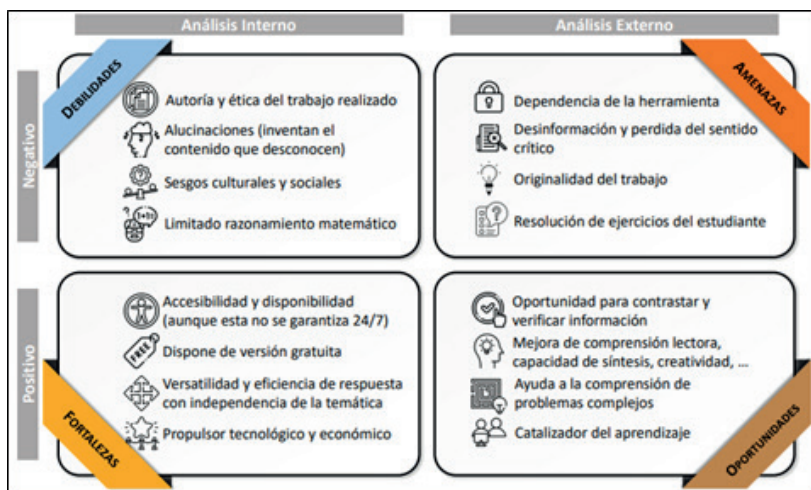 Análisis Interno
Análisis Externo
Negativo
DEBILIDADES
Autoría y ética del trabajo realizado
Alucinaciones (inventan el
contenido que desconocen)
Sesgos culturales y sociales
Limitado razonamiento matemático
AMENAZAS
Dependencia de la herramienta
Desinformación y perdida del sentido
crítico
Originalidad del trabajo
Resolución de ejercicios del estudiante
Positivo
FORTALEZAS
Accesibilidad y disponibilidad
(aunque esta no se garantiza 24/7)
FREE
Dispone de versión gratuita
Versatilidad y eficiencia de respuesta
con independencia de la temática
Propulsor tecnológico y económico
OPORTUNIDADES
Oportunidad para contrastar y
verificar información
Mejora de comprensión lectora,
capacidad de síntesis, creatividad, ...
Ayuda a la comprensión de
problemas complejos
Catalizador del aprendizaje